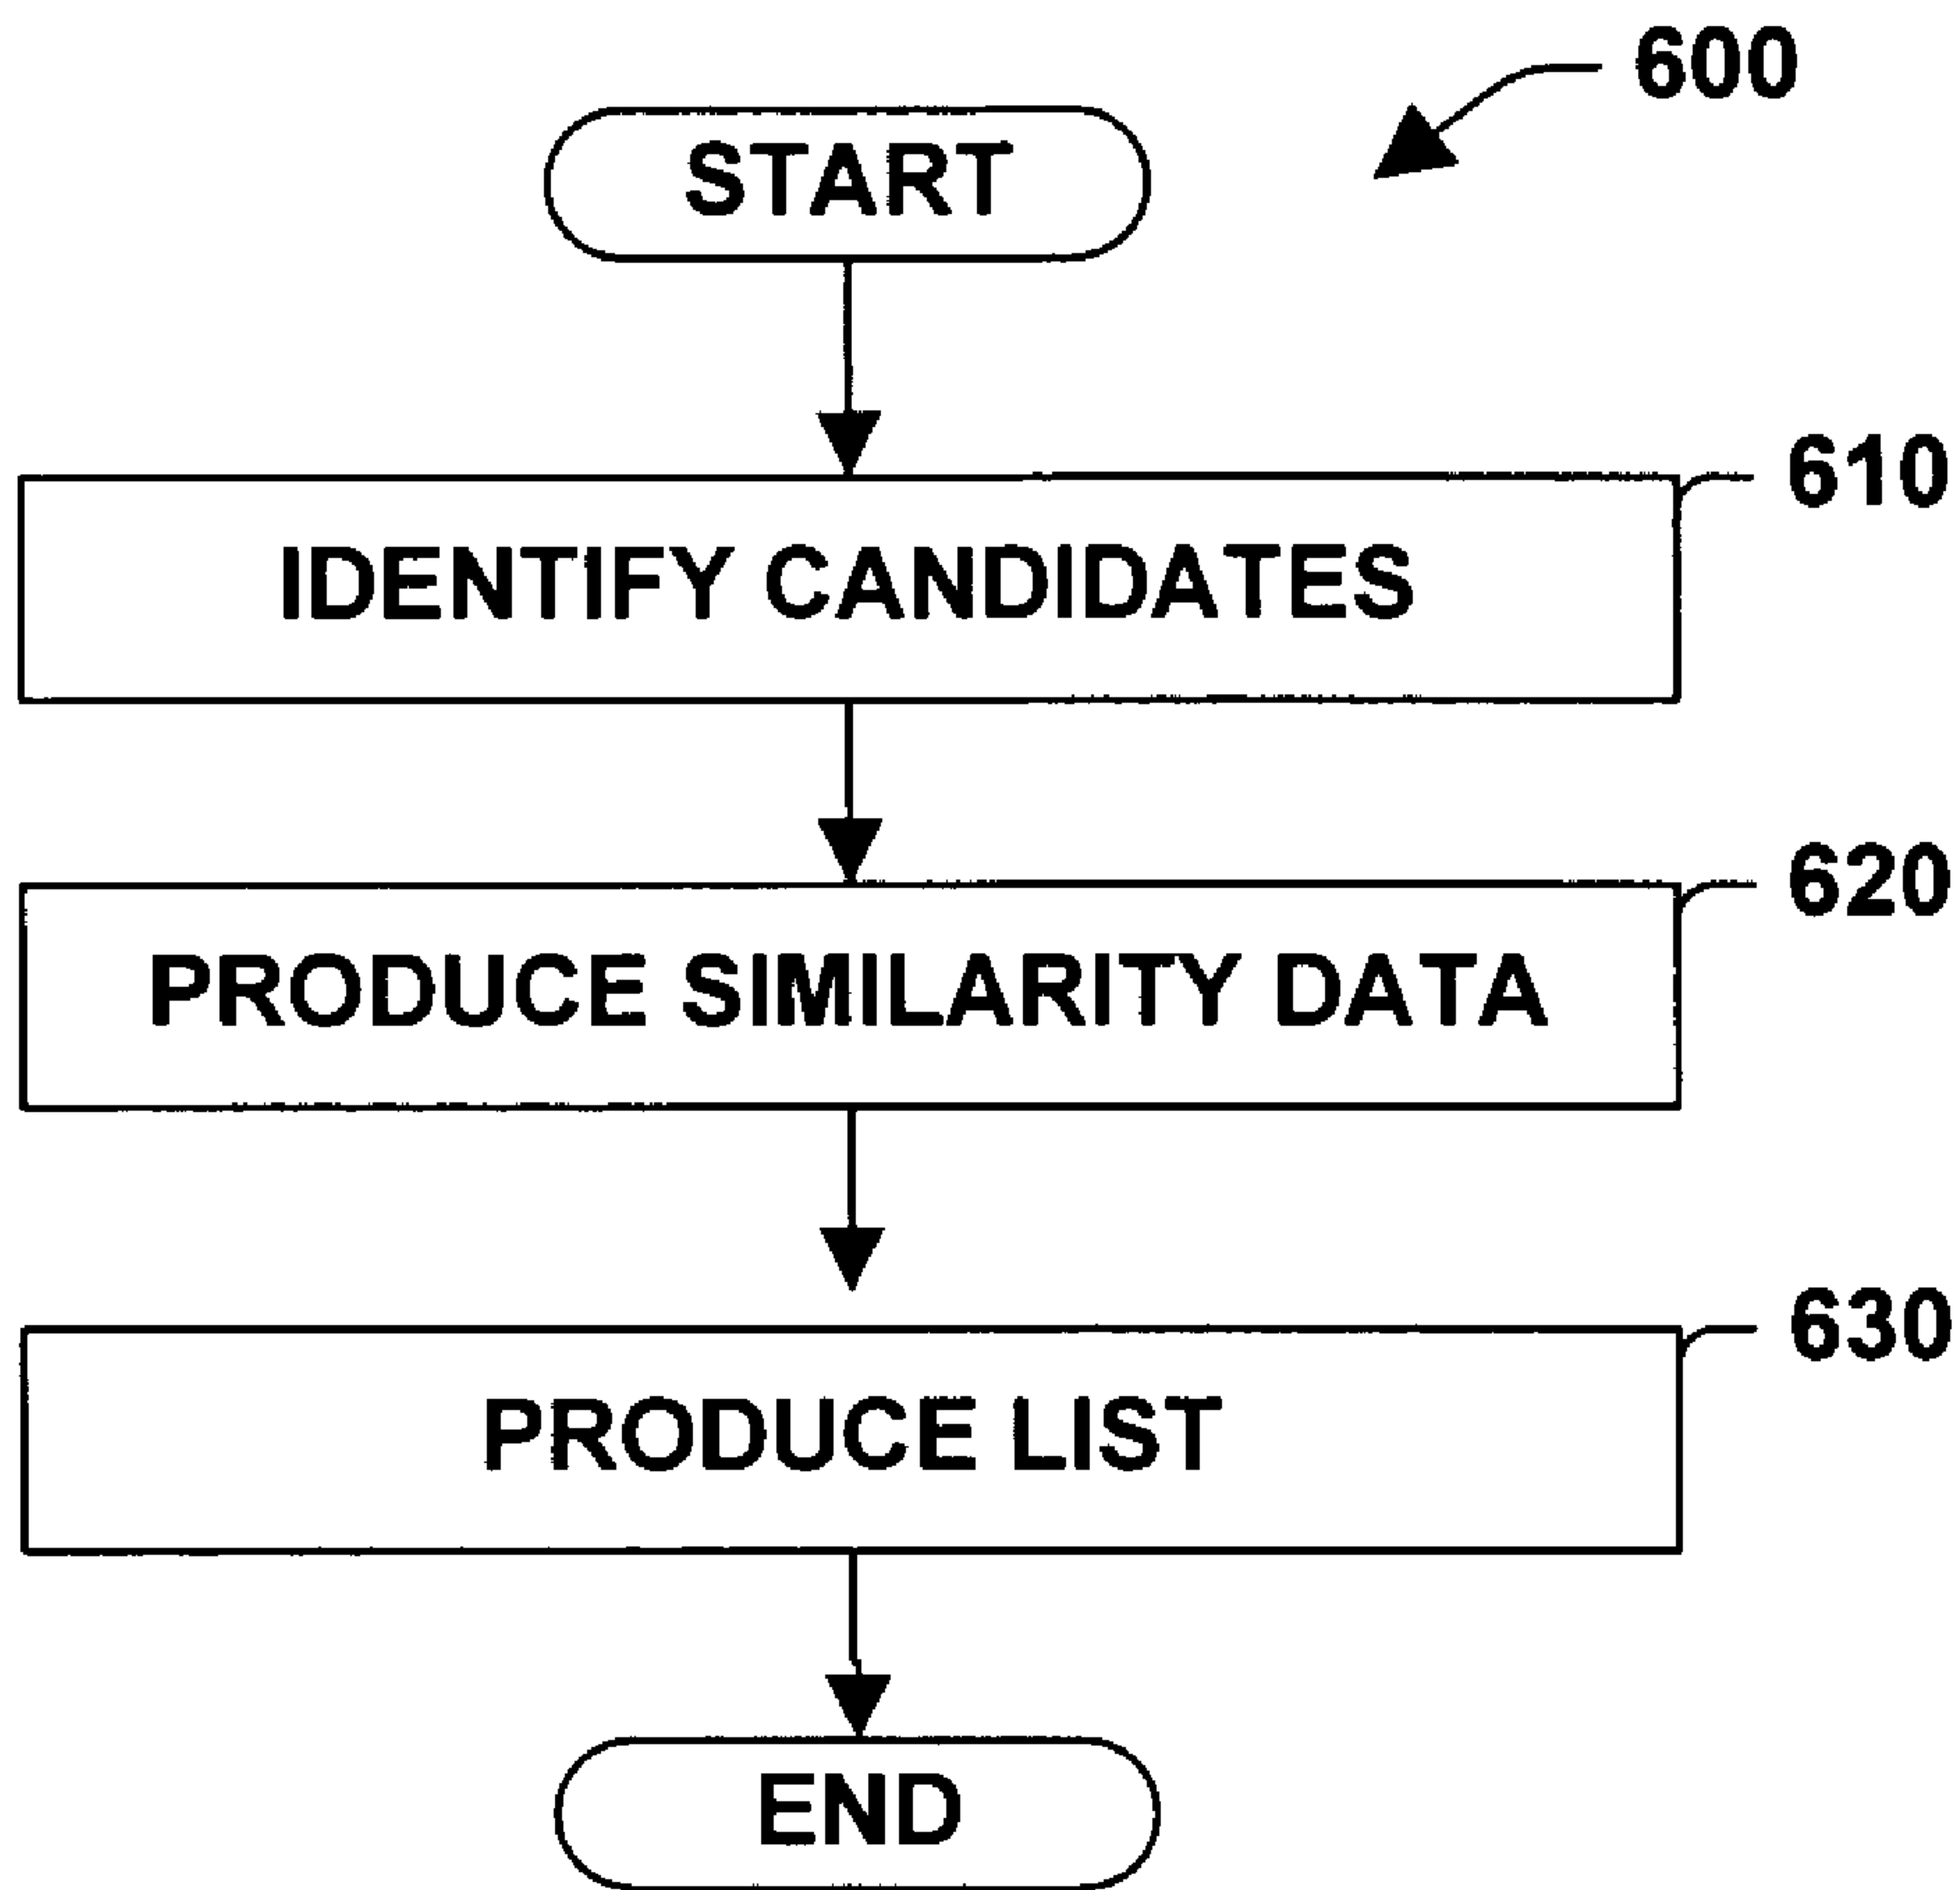 600
START
610
IDENTIFY CANDIDATES
620
PRODUCE SIMILARITY DATA
630
PRODUCE LIST
END